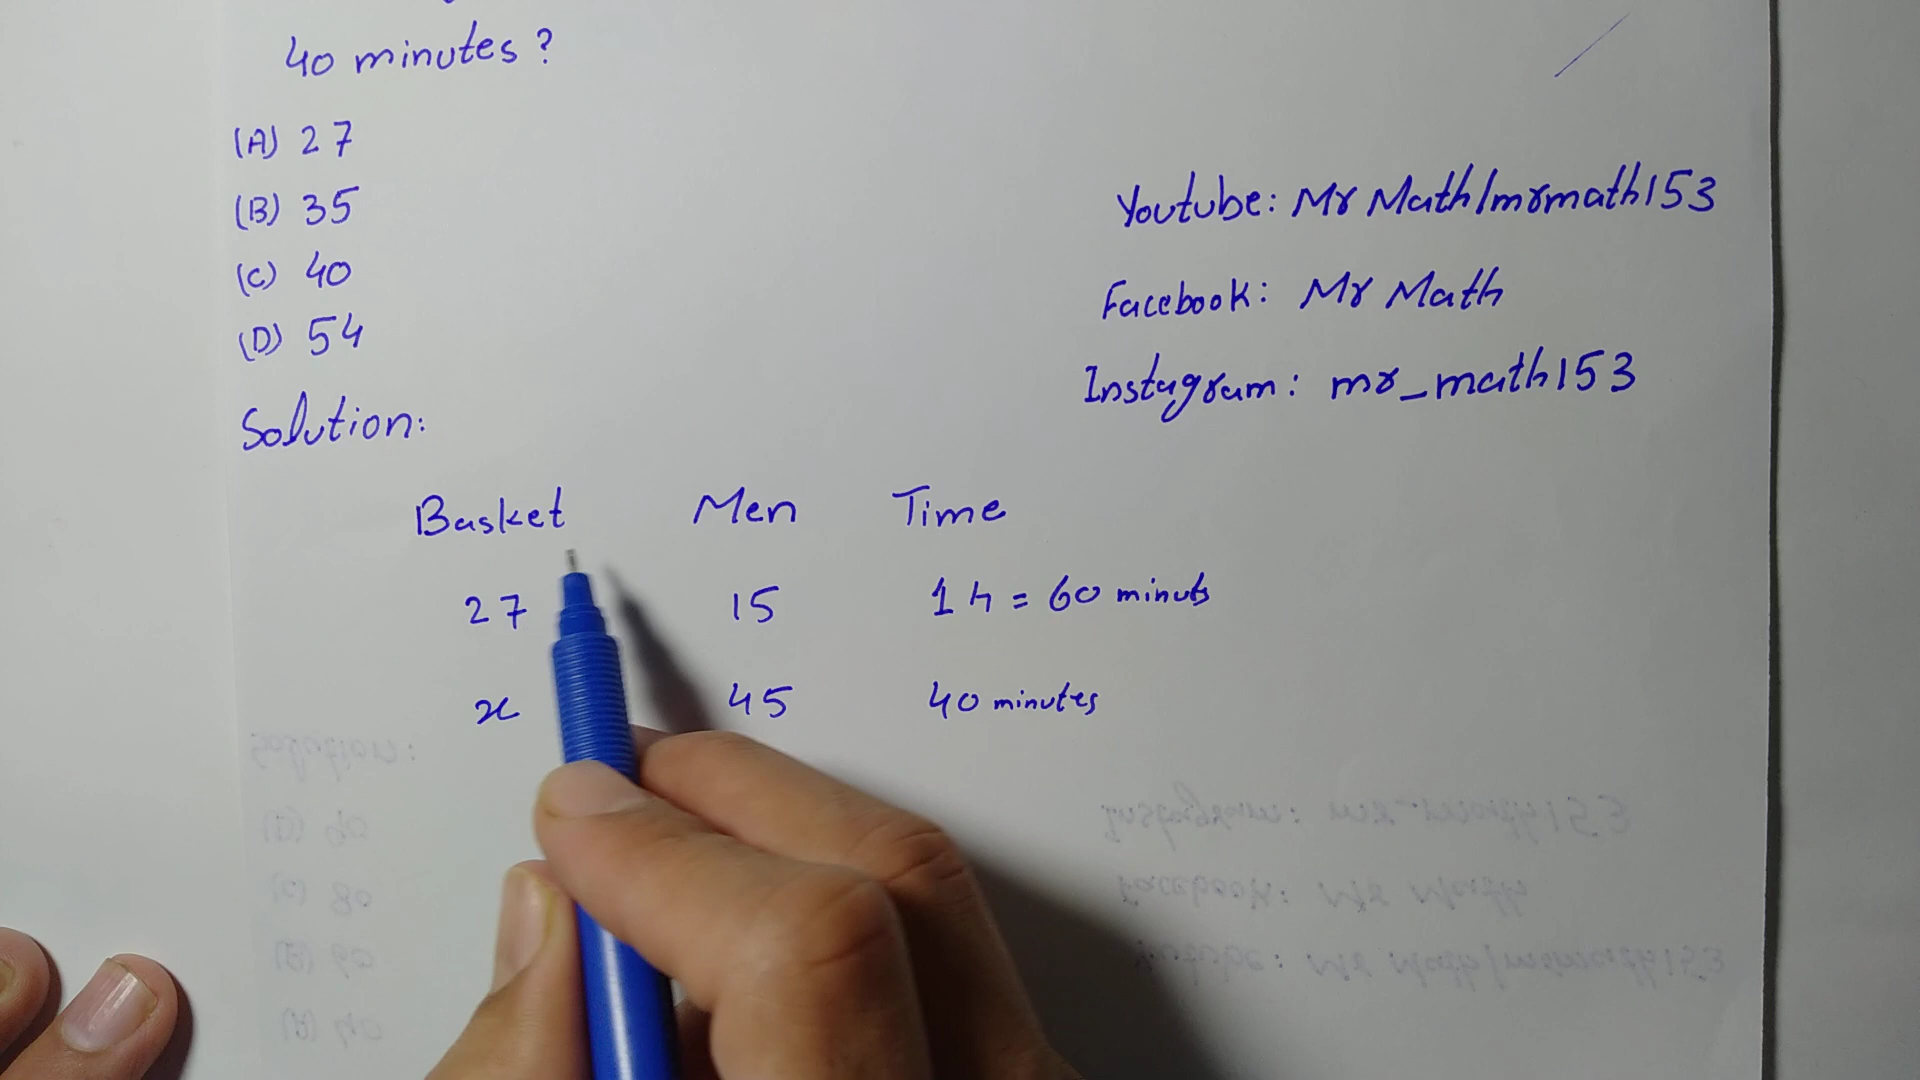 40 minutes?
(A) 27
(B) 35
(C) 40
(D) 54
Youtube: Mr Math/mrmath153
Facebook: Mr Math
Instagram: mr_math153
Solution:
Basket Men Time
27 15 1 h = 60 minuts
x 45 40 minutes